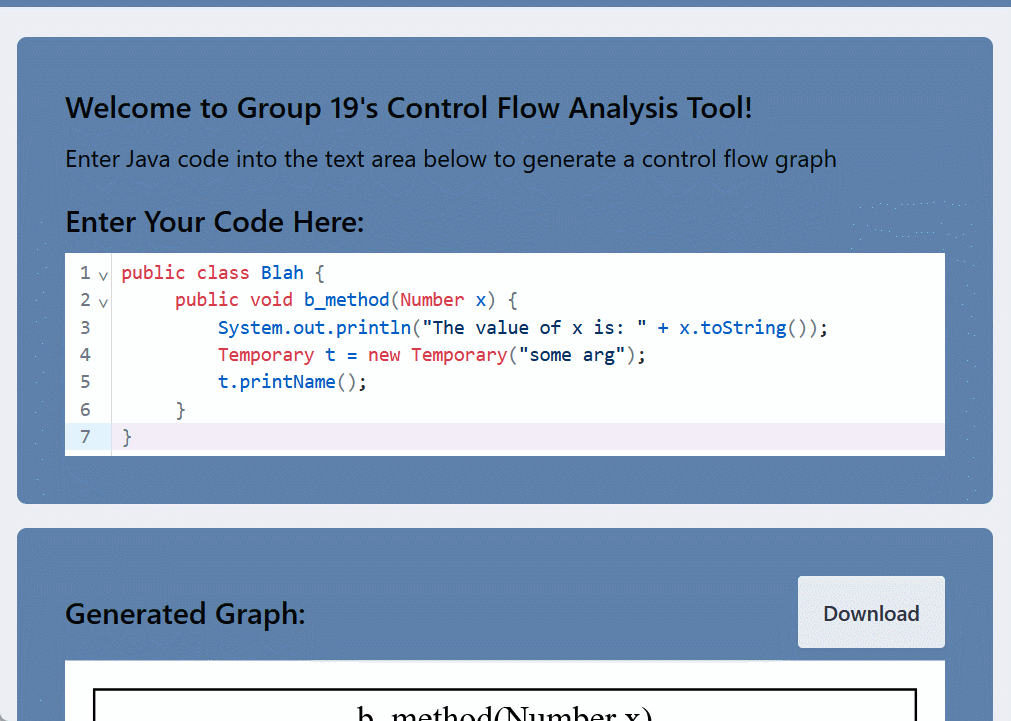 Welcome to Group 19's Control Flow Analysis Tool!
Enter Java code into the text area below to generate a control flow graph
Enter Your Code Here:
1 public class Blah {
2 public void b_method(Number x) {
3 System.out.println("The value of x is: " + x.toString());
4 Temporary t = new Temporary("some arg");
5 t.printName();
6 }
7 }
Generated Graph:
Download
b_method(Number x)